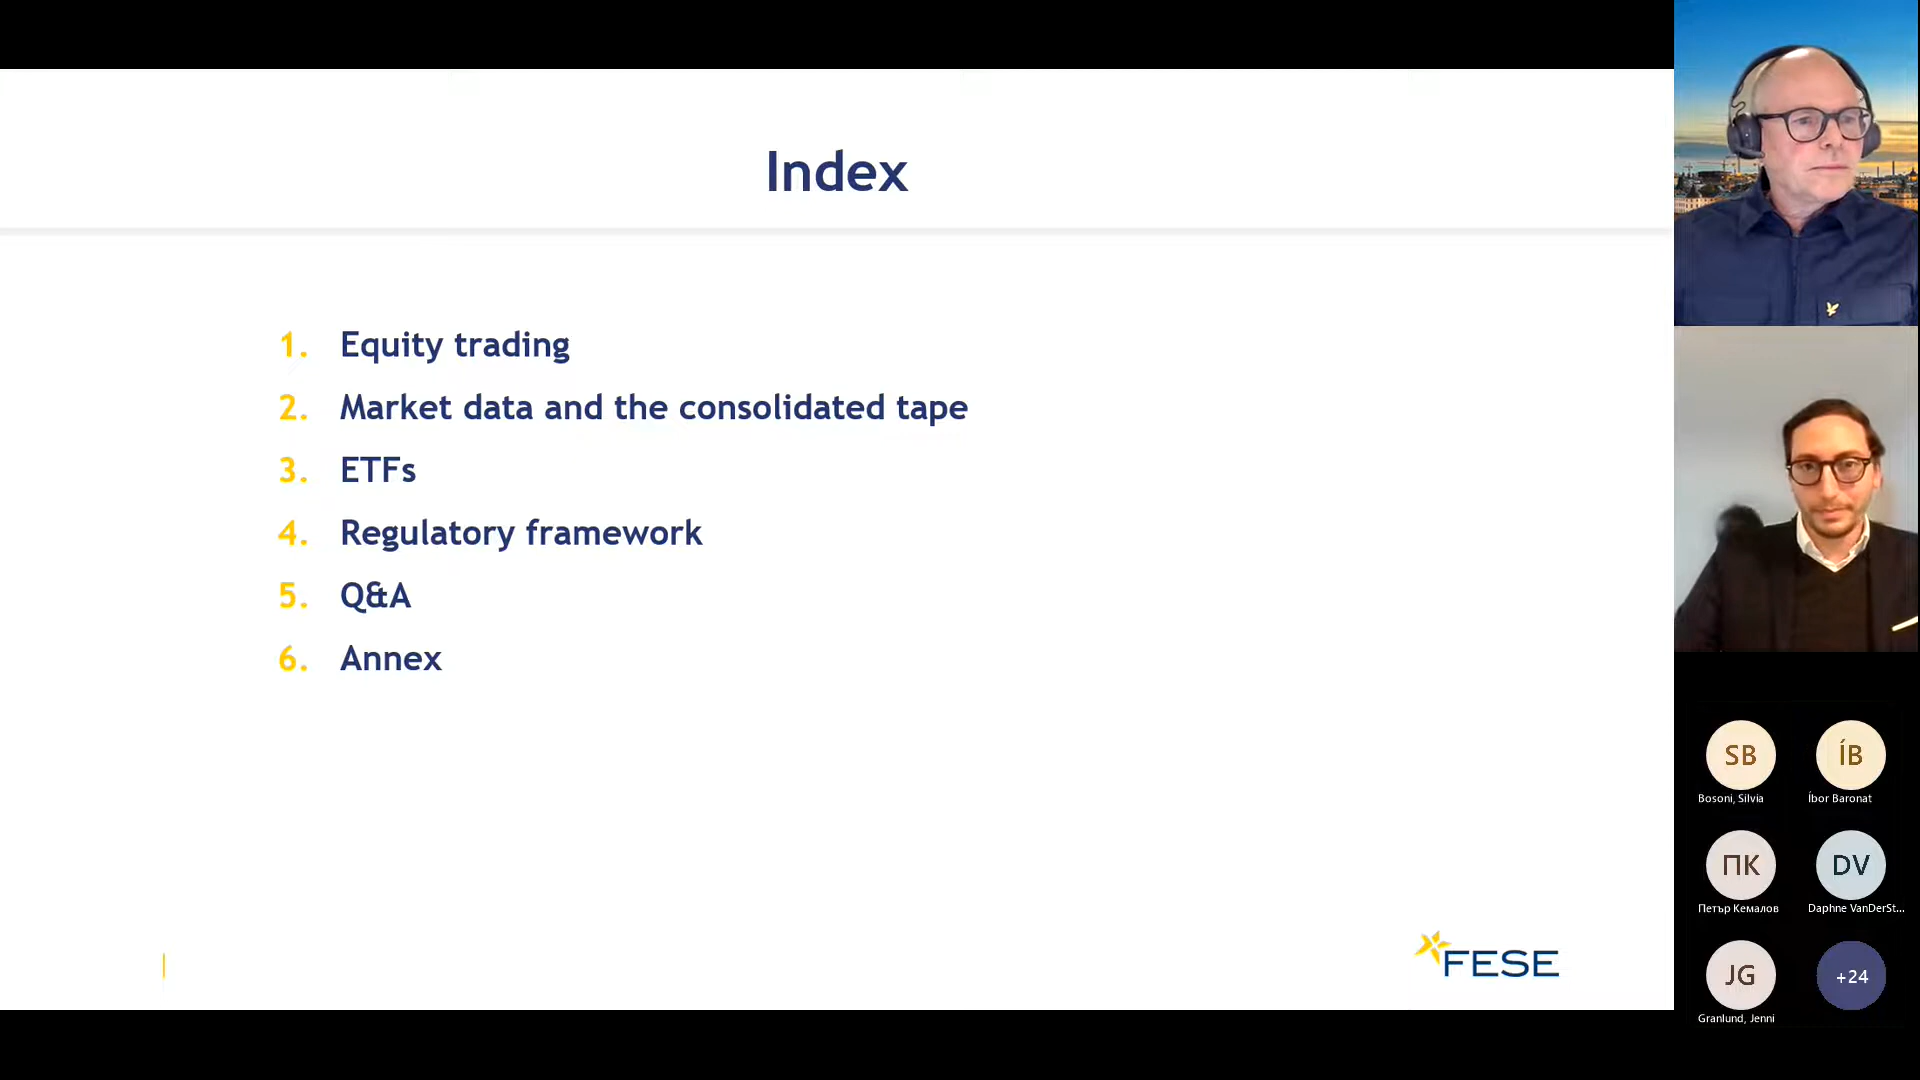 Index
1. Equity trading
2. Market data and the consolidated tape
3. ETFs
4. Regulatory framework
5. Q&A
6. Annex
FESE
SB
ÍB
Bosoni, Silvia
Íbor Baronat
ПК
DV
Петър Кемалов
Daphne VanDerSt...
JG
+24
Granlund, Jenni